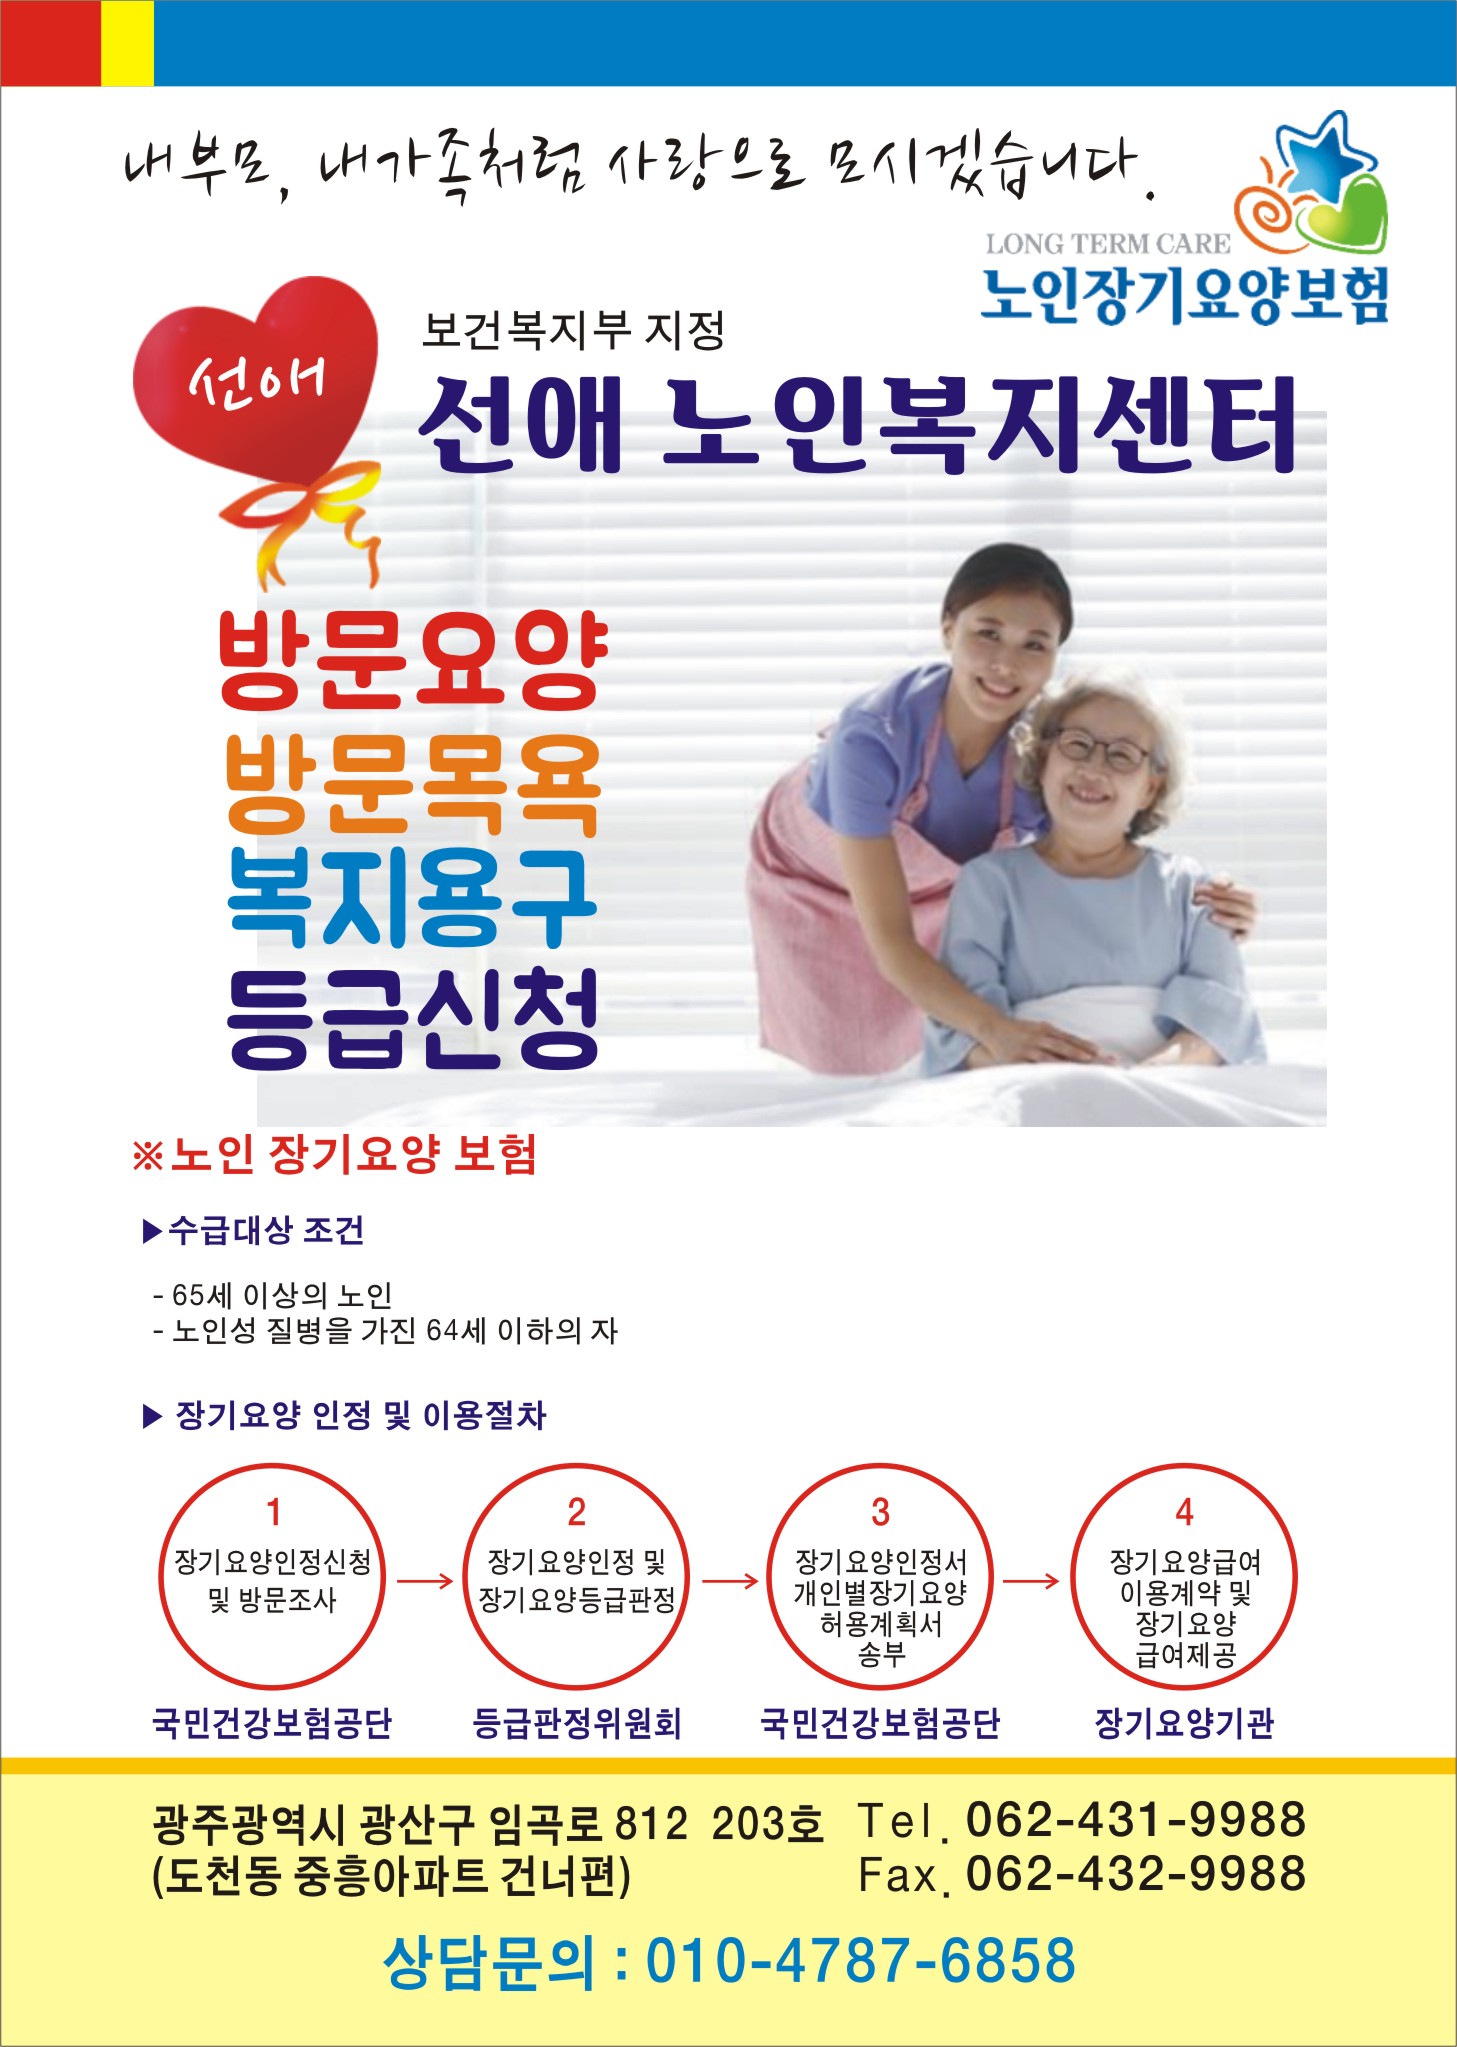 내부모, 내가족처럼 사랑으로 모시겠습니다.
LONG TERM CARE
노인장기요양보험
선애
보건복지부 지정
선애 노인복지센터
방문요양
방문목욕
복지용구
등급신청
※노인 장기요양 보험
▶수급대상 조건
- 65세 이상의 노인
- 노인성 질병을 가진 64세 이하의 자
▶ 장기요양 인정 및 이용절차
1
장기요양인정신청
및 방문조사
국민건강보험공단
2
장기요양인정 및
장기요양등급판정
등급판정위원회
3
장기요양인정서
개인별장기요양
허용계획서
송부
국민건강보험공단
4
장기요양급여
이용계약 및
장기요양
급여제공
장기요양기관
광주광역시 광산구 임곡로 812 203호
(도천동 중흥아파트 건너편)
Tel. 062-431-9988
Fax. 062-432-9988
상담문의 : 010-4787-6858